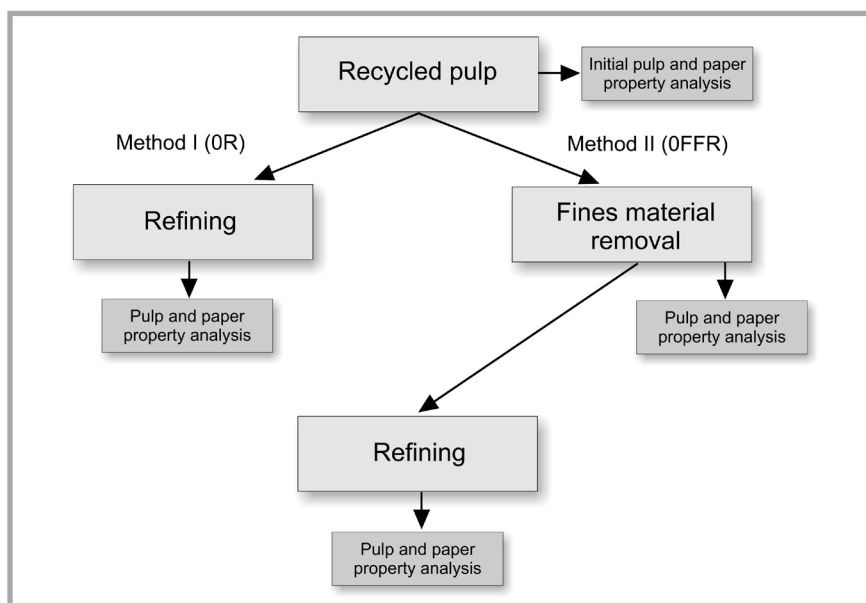 Recycled pulp
Initial pulp and paper
property analysis
Method I (0R)
Method II (0FFR)
Refining
Fines material
removal
Pulp and paper
property analysis
Pulp and paper
property analysis
Refining
Pulp and paper
property analysis